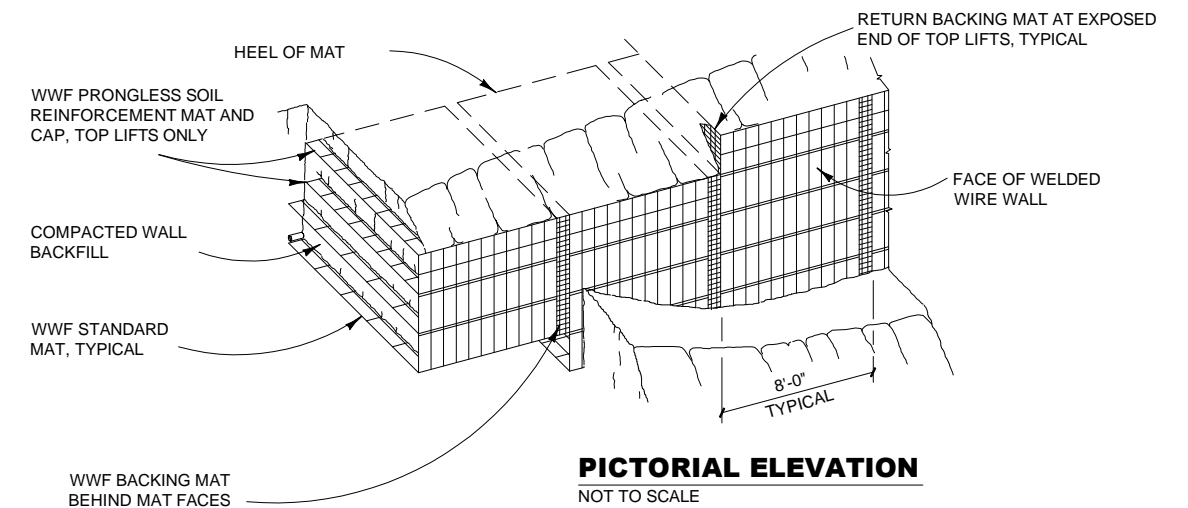 RETURN BACKING MAT AT EXPOSED
END OF TOP LIFTS, TYPICAL
HEEL OF MAT
WWF PRONGLESS SOIL
REINFORCEMENT MAT AND
CAP, TOP LIFTS ONLY
FACE OF WELDED
WIRE WALL
COMPACTED WALL
BACKFILL
WWF STANDARD
MAT, TYPICAL
8'-0"
TYPICAL
WWF BACKING MAT
BEHIND MAT FACES
PICTORIAL ELEVATION
NOT TO SCALE